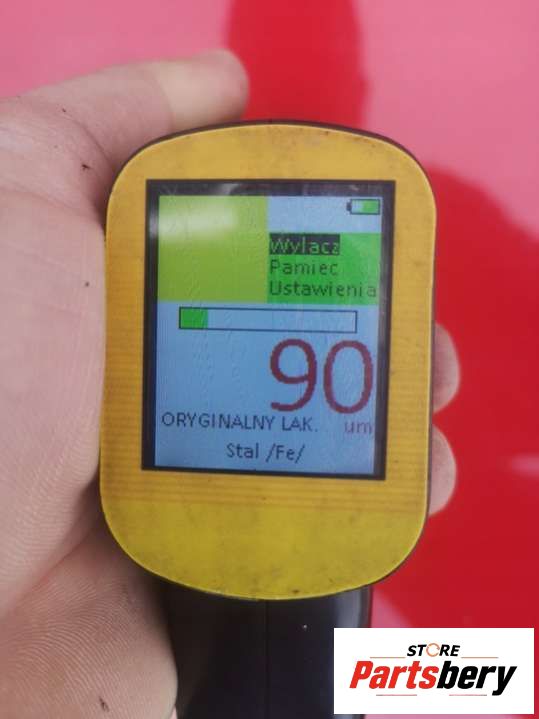 Wylacz
Pamiec
Ustawienia
90
ORYGINALNY LAK. um
Stal /Fe/
STORE
Partsbery